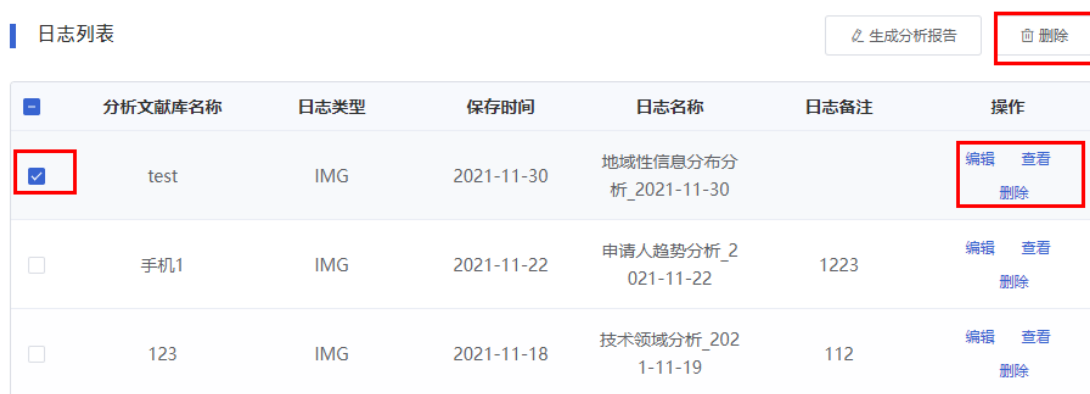 日志列表
生成分析报告
删除
分析文献库名称 日志类型 保存时间 日志名称 日志备注 操作
test IMG 2021-11-30 地域性信息分布分
析_2021-11-30
编辑 查看
删除
手机1 IMG 2021-11-22 申请人趋势分析_2
021-11-22
1223
编辑 查看
删除
123 IMG 2021-11-18 技术领域分析_202
1-11-19
112
编辑 查看
删除